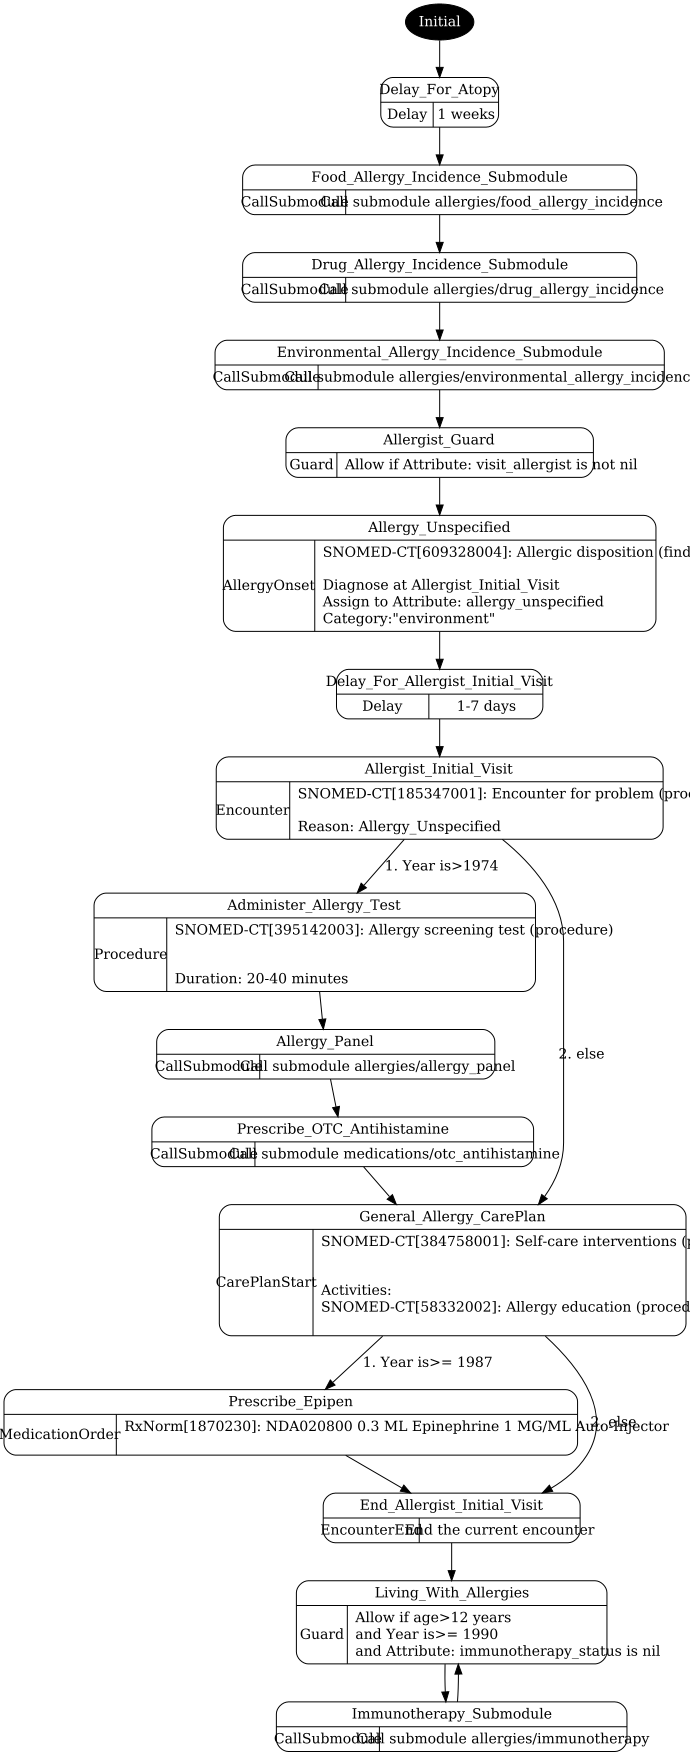 Initial
Delay_For_Atopy
Delay 1 weeks
Food_Allergy_Incidence_Submodule
CallSubmodule Call submodule allergies/food_allergy_incidence
Drug_Allergy_Incidence_Submodule
CallSubmodule Call submodule allergies/drug_allergy_incidence
Environmental_Allergy_Incidence_Submodule
CallSubmodule Call submodule allergies/environmental_allergy_incidenc
Allergist_Guard
Guard Allow if Attribute: visit_allergist is not nil
Allergy_Unspecified
SNOMED-CT[609328004]: Allergic disposition (find
AllergyOnset
Diagnose at Allergist_Initial_Visit
Assign to Attribute: allergy_unspecified
Category:"environment"
Delay_For_Allergist_Initial_Visit
Delay 1-7 days
Allergist_Initial_Visit
SNOMED-CT[185347001]: Encounter for problem (proc
Encounter
Reason: Allergy_Unspecified
1. Year is>1974
Administer_Allergy_Test
SNOMED-CT[395142003]: Allergy screening test (procedure)
Procedure
Duration: 20-40 minutes
Allergy_Panel
2. else
CallSubmodule Call submodule allergies/allergy_panel
Prescribe_OTC_Antihistamine
CallSubmodule Call submodule medications/otc_antihistamine
General_Allergy_CarePlan
SNOMED-CT[384758001]: Self-care interventions (p
CarePlanStart
Activities:
SNOMED-CT[58332002]: Allergy education (proced
1. Year is>= 1987
Prescribe_Epipen
2. else
MedicationOrder RxNorm[1870230]: NDA020800 0.3 ML Epinephrine 1 MG/ML Auto-Injector
End_Allergist_Initial_Visit
EncounterEnd End the current encounter
Living_With_Allergies
Allow if age>12 years
Guard and Year is>= 1990
and Attribute: immunotherapy_status is nil
Immunotherapy_Submodule
CallSubmodule Call submodule allergies/immunotherapy